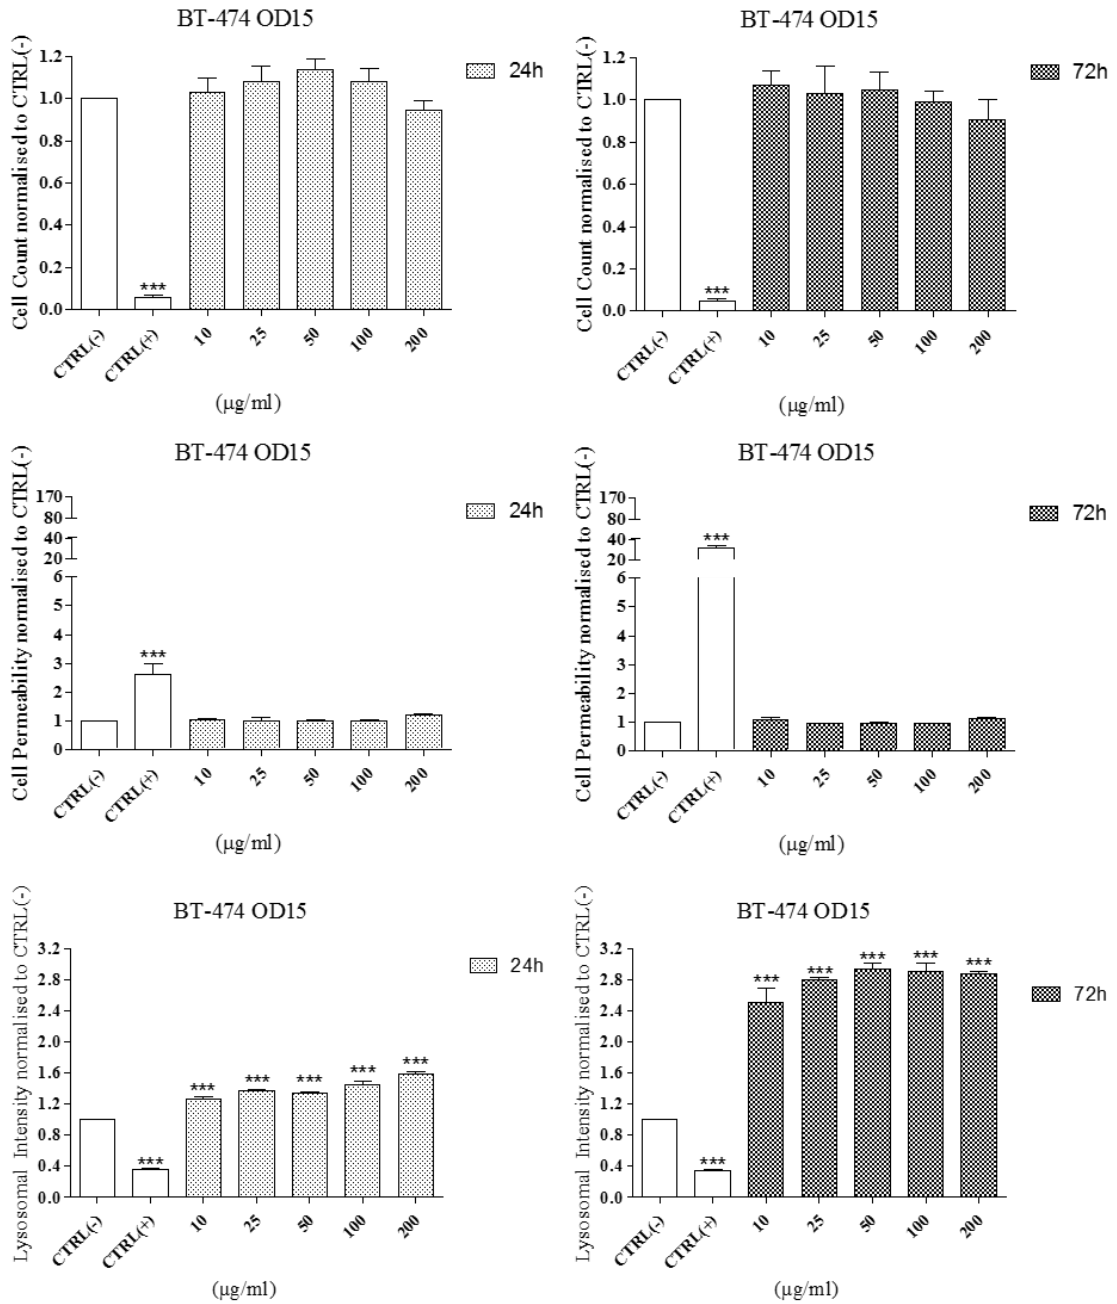 BT-474 OD15
24h
Cell Count normalised to CTRL(-)
1.2
1.0
0.8
0.6
0.4
0.2
0.0
***
CTRL(-)
CTRL(+)
10
25
50
100
200
(μg/ml)
BT-474 OD15
72h
Cell Count normalised to CTRL(-)
1.2
1.0
0.8
0.6
0.4
0.2
0.0
***
CTRL(-)
CTRL(+)
10
25
50
100
200
(μg/ml)
BT-474 OD15
24h
Cell Permeability normalised to CTRL(-)
170
80
40
20
6
5
4
3
2
1
0
***
CTRL(-)
CTRL(+)
10
25
50
100
200
(μg/ml)
BT-474 OD15
72h
Cell Permeability normalised to CTRL(-)
170
80
40
20
6
5
4
3
2
1
0
***
CTRL(-)
CTRL(+)
10
25
50
100
200
(μg/ml)
BT-474 OD15
24h
Lysosomal Intensity normalised to CTRL(-)
3.2
2.8
2.4
2.0
1.6
1.2
0.8
0.4
0.0
***
***
***
***
***
***
CTRL(-)
CTRL(+)
10
25
50
100
200
(μg/ml)
BT-474 OD15
72h
Lysosomal Intensity normalised to CTRL(-)
3.2
2.8
2.4
2.0
1.6
1.2
0.8
0.4
0.0
***
***
***
***
***
***
CTRL(-)
CTRL(+)
10
25
50
100
200
(μg/ml)